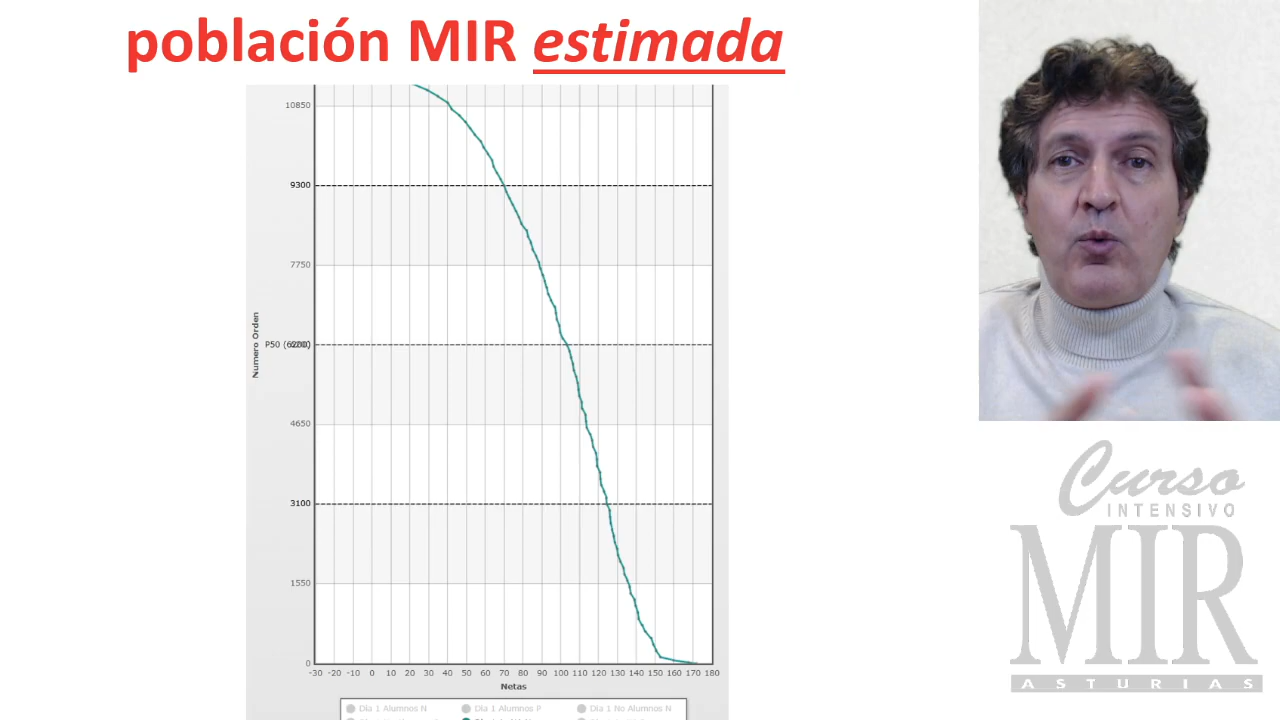 población MIR estimada
10850
9300
7750
P50 (6200)
4650
3100
1550
0
Numero Orden
-30 -20 -10 0 10 20 30 40 50 60 70 80 90 100 110 120 130 140 150 160 170 180
Netas
Dia 1 Alumnos N
Dia 1 Alumnos P
Dia 1 No Alumnos N
Curso
INTENSIVO
MIR
ASTURIAS